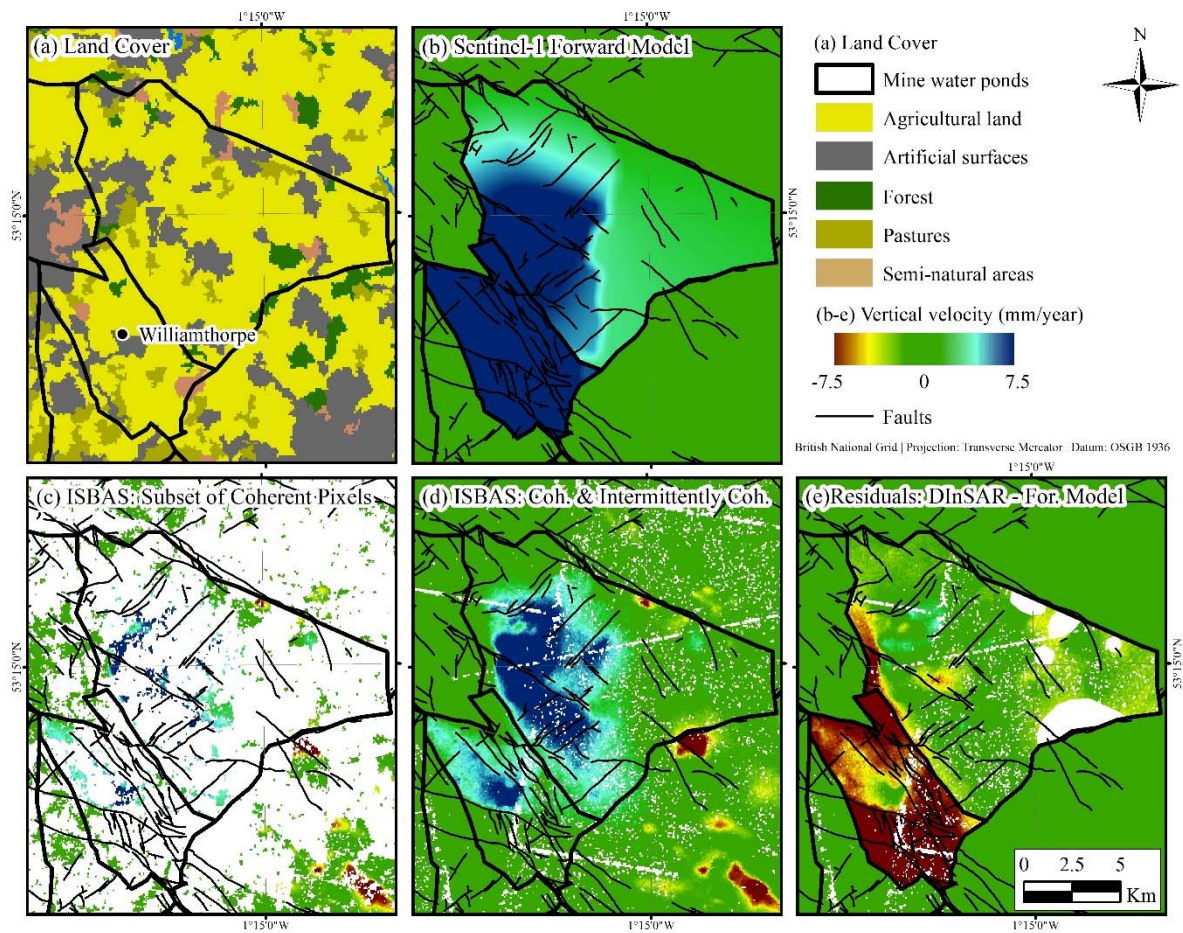 1°15'0"W
1°15'0"W
(a) Land Cover
(b) Sentinel-1 Forward Model
(a) Land Cover
N
Mine water ponds
Agricultural land
Artificial surfaces
Forest
Pastures
Semi-natural areas
53°15'0"N
53°15'0"N
Williamthorpe
(b-e) Vertical velocity (mm/year)
-7.5
0
7.5
Faults
British National Grid | Projection: Transverse Mercator Datum: OSGB 1936
1°15'0"W
(c) ISBAS: Subset of Coherent Pixels
(d) ISBAS: Coh. & Intermittently Coh.
(e)Residuals: DInSAR - For. Model
53°15'0"N
53°15'0"N
0 2.5 5
Km
1°15'0"W
1°15'0"W